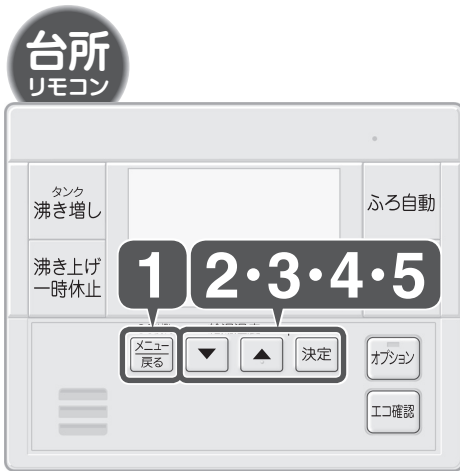 台所
リモコン
タンク
沸き増し
ふろ自動
沸き上げ
一時休止
1
2・3・4・5
メニュー
戻る
▼
▲
決定
オプション
エコ確認